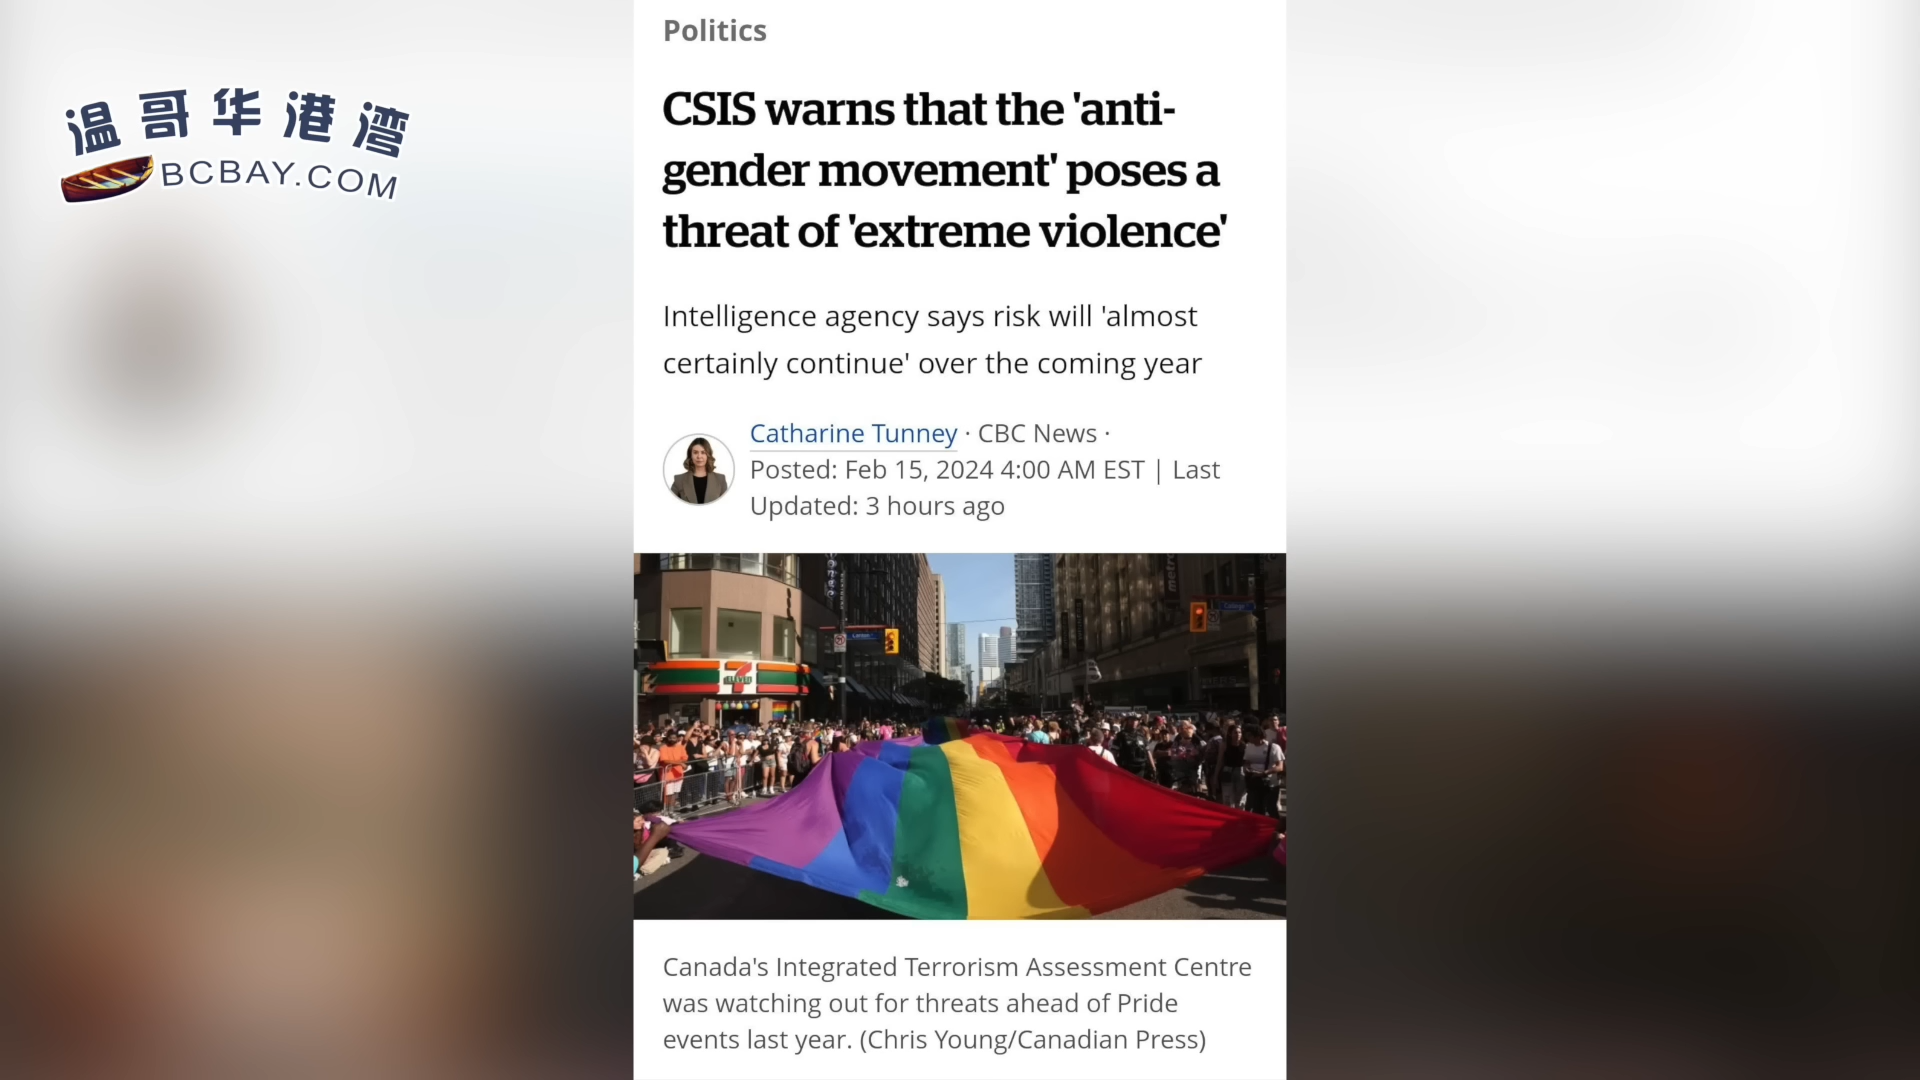 温哥华港湾
BCBAY.COM
Politics
CSIS warns that the 'anti-
gender movement' poses a
threat of 'extreme violence'
Intelligence agency says risk will 'almost
certainly continue' over the coming year
Catharine Tunney · CBC News ·
Posted: Feb 15, 2024 4:00 AM EST | Last
Updated: 3 hours ago
metro
College
ELEVEN
Canada's Integrated Terrorism Assessment Centre
was watching out for threats ahead of Pride
events last year. (Chris Young/Canadian Press)